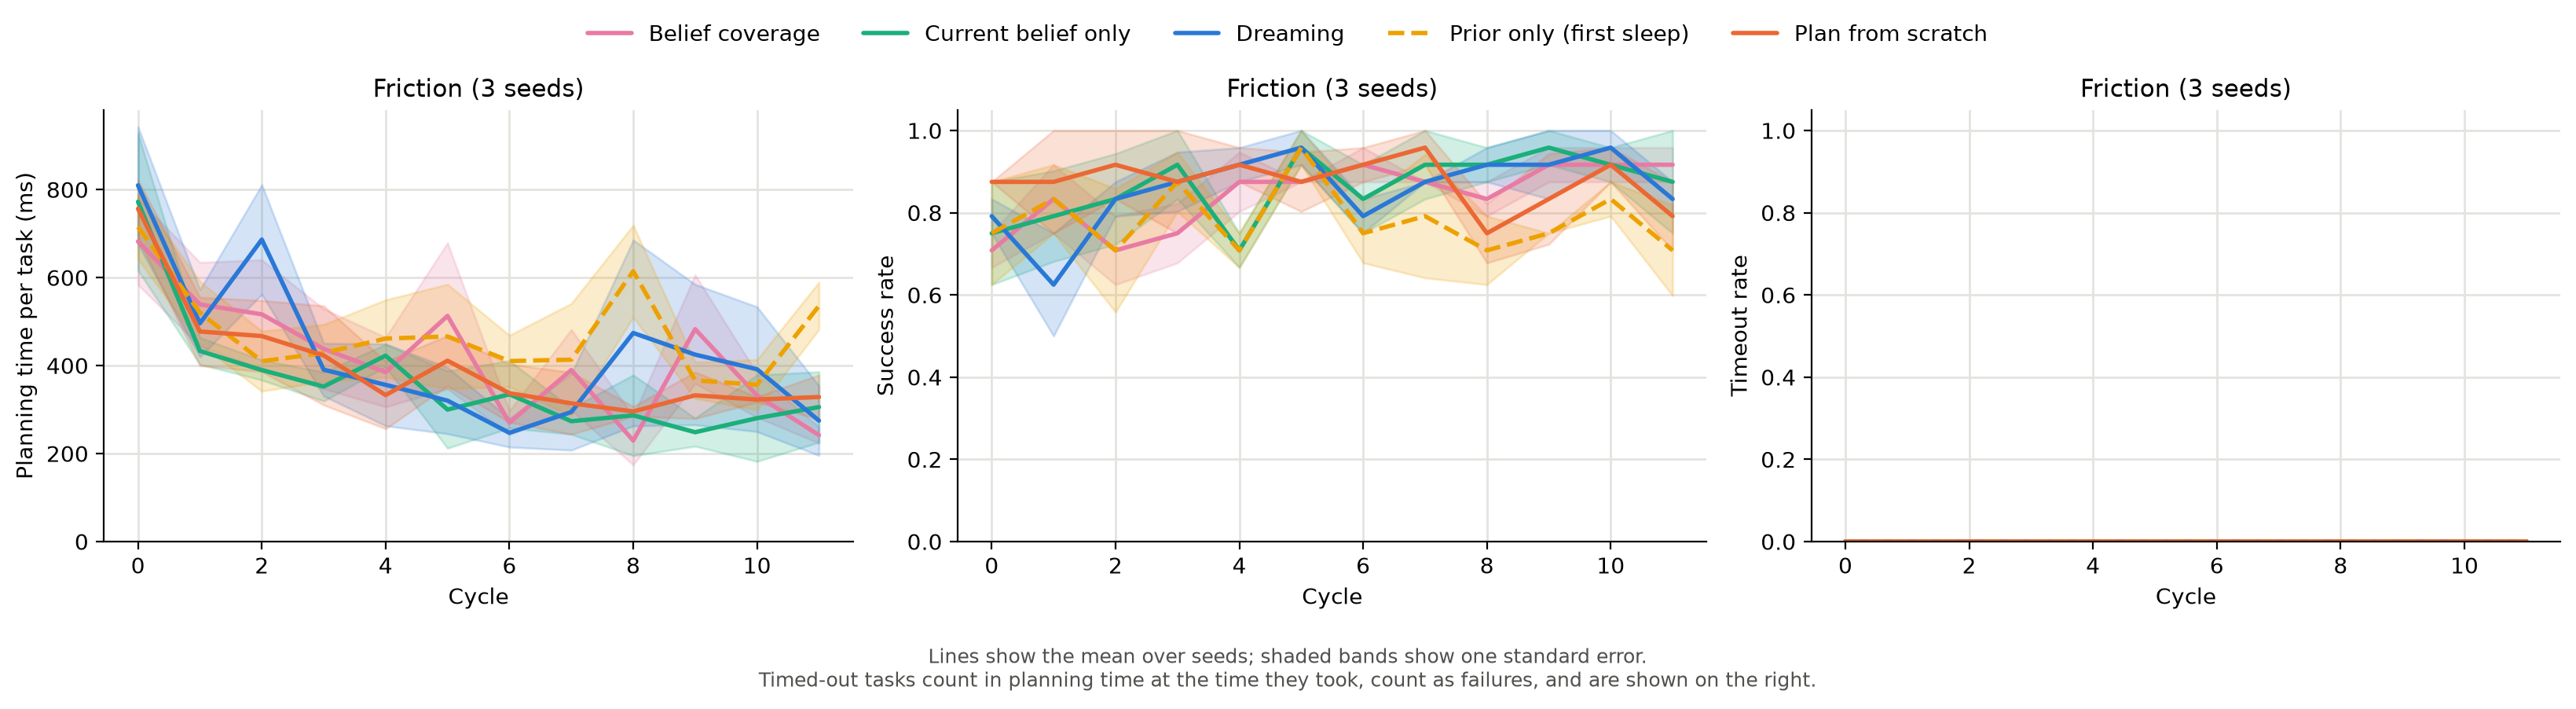 Belief coverage
Current belief only
Dreaming
Prior only (first sleep)
Plan from scratch
Friction (3 seeds)
Planning time per task (ms)
800
600
400
200
0
0 2 4 6 8 10
Cycle
Friction (3 seeds)
Success rate
1.0
0.8
0.6
0.4
0.2
0.0
0 2 4 6 8 10
Cycle
Friction (3 seeds)
Timeout rate
1.0
0.8
0.6
0.4
0.2
0.0
0 2 4 6 8 10
Cycle
Lines show the mean over seeds; shaded bands show one standard error.
Timed-out tasks count in planning time at the time they took, count as failures, and are shown on the right.